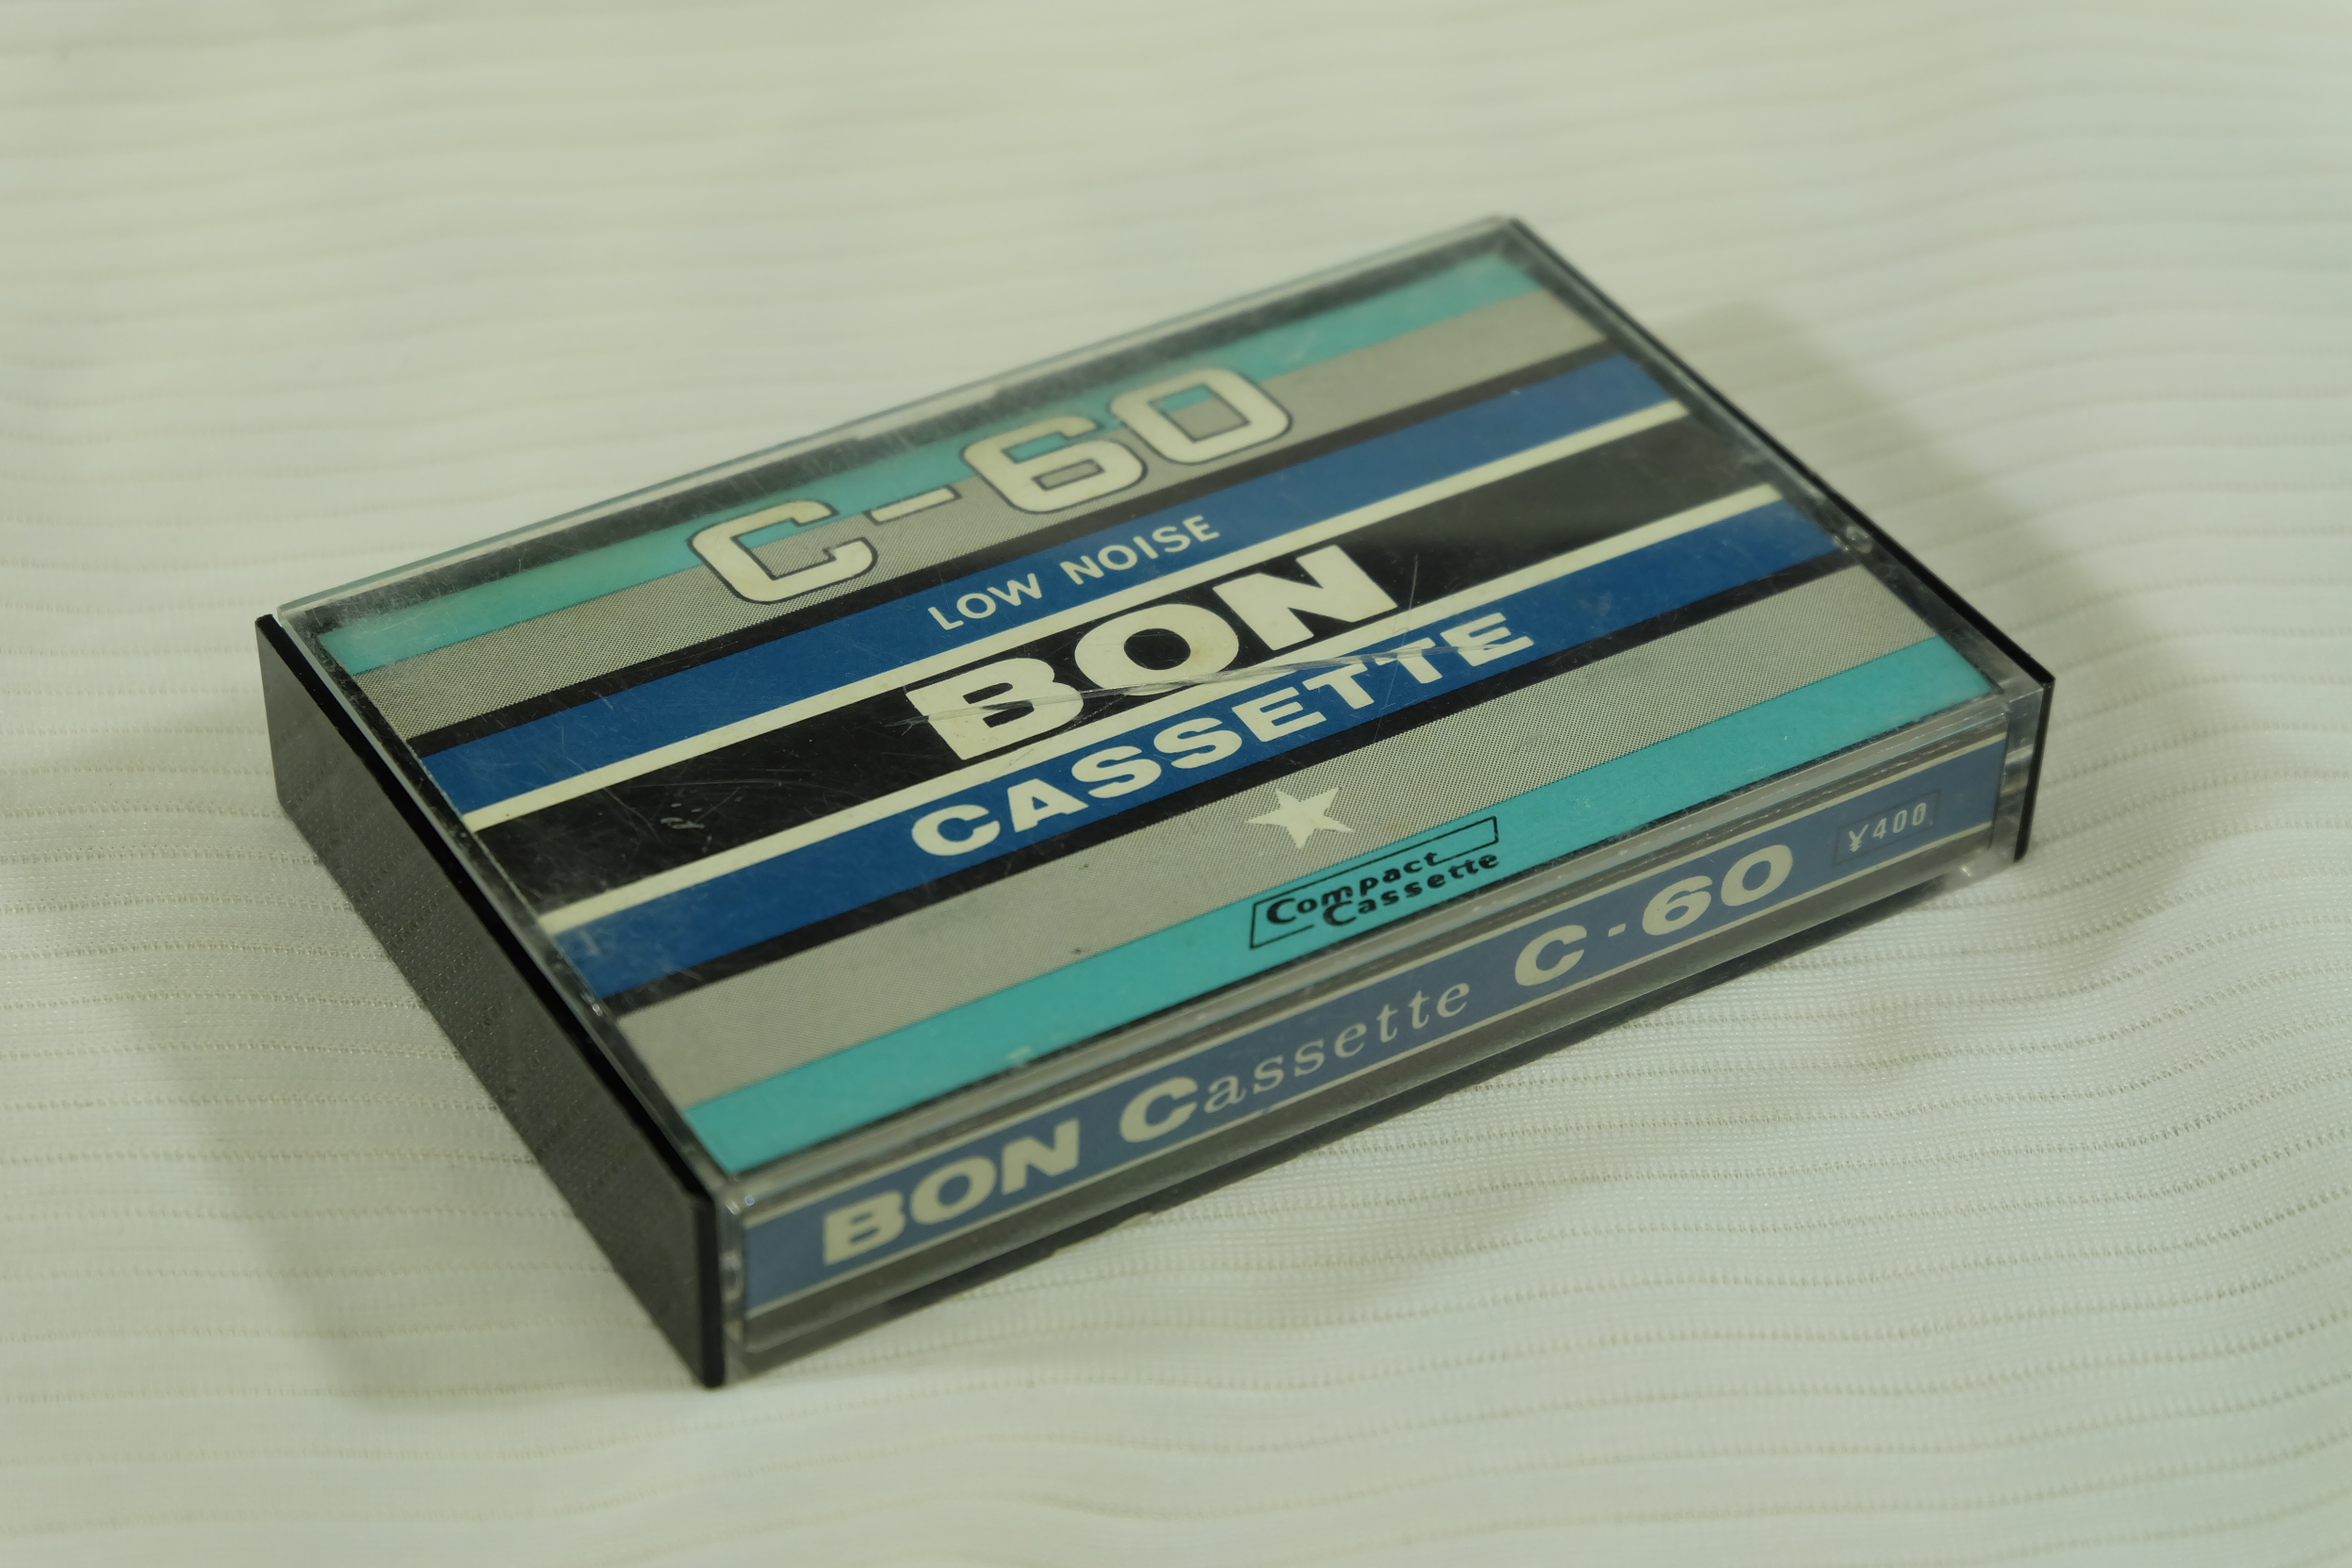 C-60
LOW NOISE
BON
CASSETTE
Compact
Cassette
BON Cassette C-60 ¥400